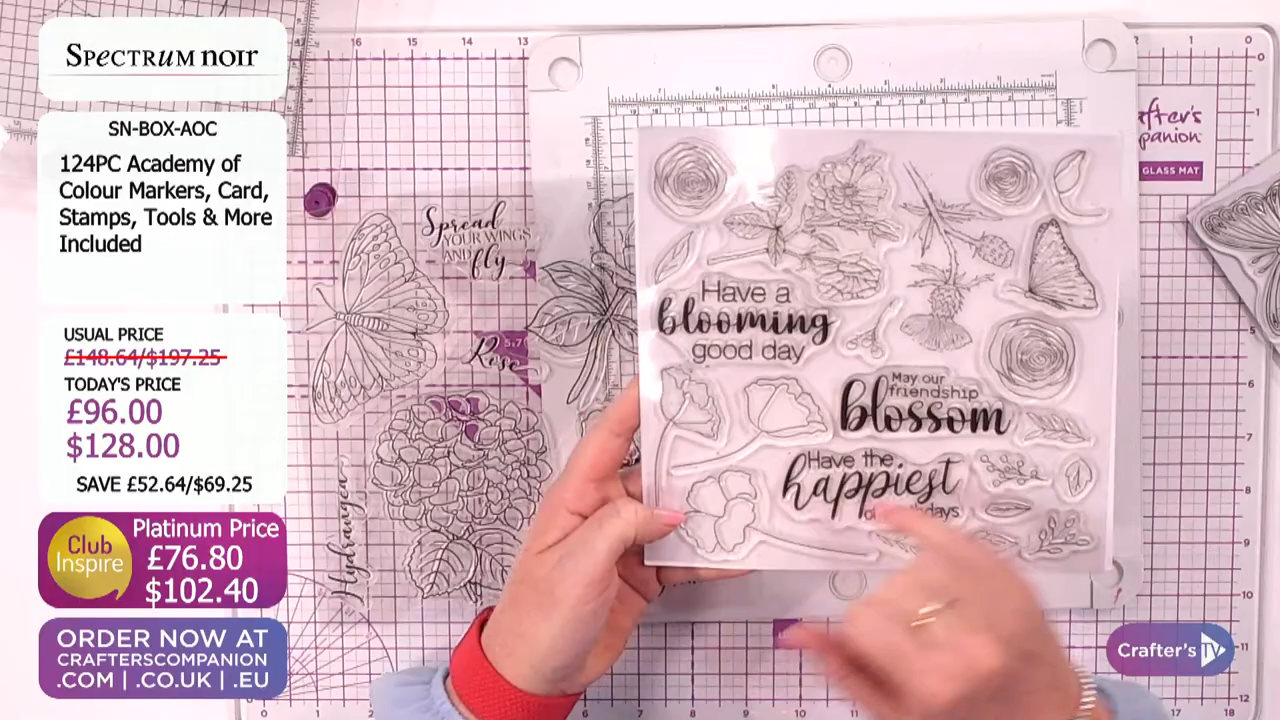 Spectrum noir
SN-BOX-AOC
124PC Academy of
Colour Markers, Card,
Stamps, Tools & More
Included
USUAL PRICE
£148.64/$197.25
TODAY'S PRICE
£96.00
$128.00
SAVE £52.64/$69.25
Club
Inspire
Platinum Price
£76.80
$102.40
ORDER NOW AT
CRAFTERSCOMPANION
.COM | .CO.UK | .EU
Spread
YOUR WINGS
AND fly
Rose
Hydrangea
Have a
blooming
good day
May our
friendship
blossom
Have the
happiest
GLASS MAT
Crafter's TV